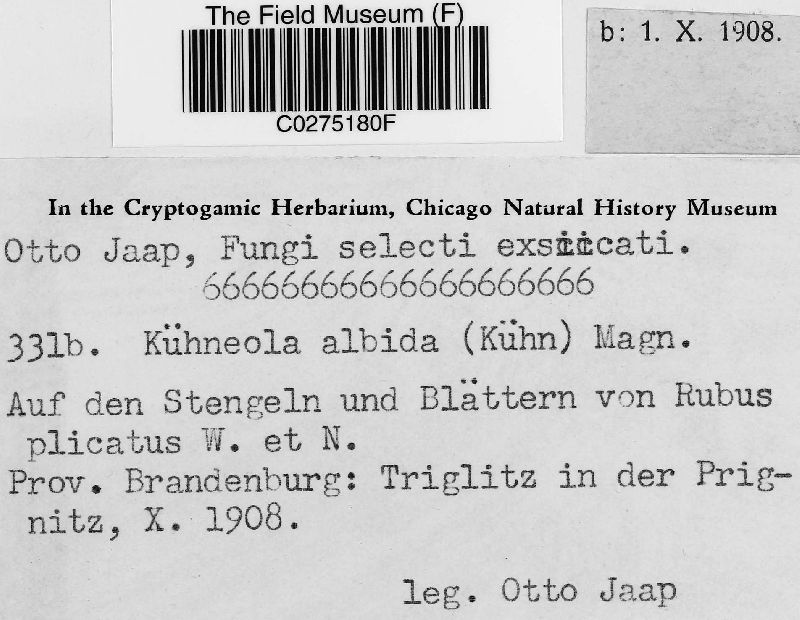 The Field Museum (F)
C0275180F
b: 1. X. 1908.
In the Cryptogamic Herbarium, Chicago Natural History Museum
Otto Jaap, Fungi selecti exsiccati.
66666666666666666666666
331b. Kühneola albida (Kühn) Magn.
Auf den Stengeln und Blättern von Rubus
plicatus W. et N.
Prov. Brandenburg: Triglitz in der Prig-
nitz, X. 1908.
leg. Otto Jaap